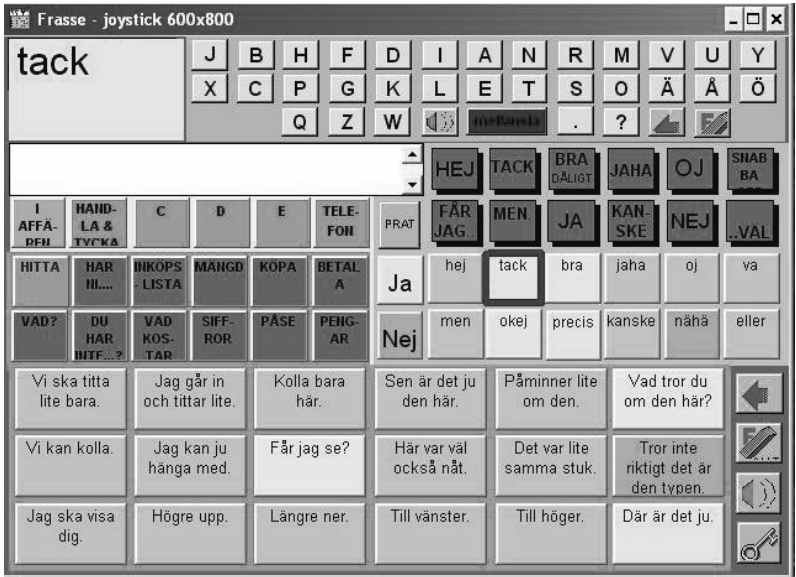 Frasse - joystick 600x800
tack
J B H F D I A N R M V U Y
X C P G K L E T S O Ä Å Ö
Q Z W mellansla . ?
HEJ TACK BRA DÅLIGT JAHA OJ SNAB BA
I AFFÄ- REN HAND- LA & TYCKA C D E TELE- FON PRAT FÅR JAG.. MEN. JA KAN- SKE NEJ ..VÄL
HITTA HAR NI.... INKÖPS - LISTA MÄNGD KÖPA BETAL A Ja hej tack bra jaha oj va
VAD? DU HAR INTE...? VAD KOS- TAR SIFF- ROR PÅSE PENG- AR Nej men okej precis kanske nähä eller
Vi ska titta lite bara. Jag går in och tittar lite. Kolla bara här. Sen är det ju den här. Påminner lite om den. Vad tror du om den här?
Vi kan kolla. Jag kan ju hänga med. Får jag se? Här var väl också nåt. Det var lite samma stuk. Tror inte riktigt det är den typen.
Jag ska visa dig. Högre upp. Längre ner. Till vänster. Till höger. Där är det ju.